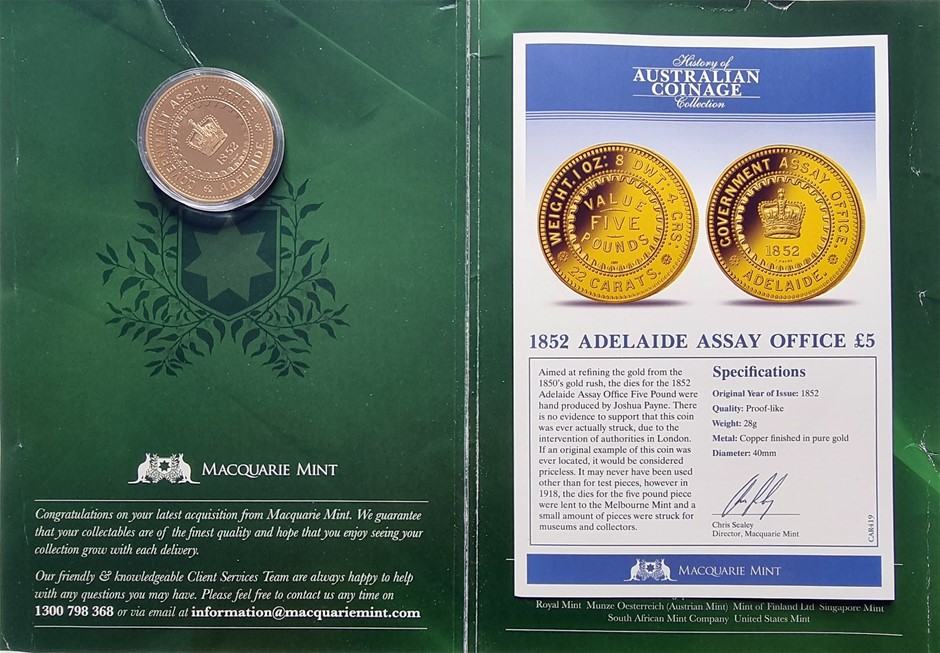 GOVERNMENT ASSAY OFFICE.
1852
ADELAIDE.
MACQUARIE MINT
Congratulations on your latest acquisition from Macquarie Mint. We guarantee
that your collectables are of the finest quality and hope that you enjoy seeing your
collection grow with each delivery.
Our friendly & knowledgeable Client Services Team are always happy to help
with any questions you may have. Please feel free to contact us any time on
1300 798 368 or via email at information@macquariemint.com
History of
AUSTRALIAN
COINAGE
Collection
WEIGHT.1OZ: 8 DWT: 4 GRS:
VALUE
FIVE
POUNDS
22 CARATS.
GOVERNMENT ASSAY OFFICE.
1852
ADELAIDE.
1852 ADELAIDE ASSAY OFFICE £5
Aimed at refining the gold from the
1850's gold rush, the dies for the 1852
Adelaide Assay Office Five Pound were
hand produced by Joshua Payne. There
is no evidence to support that this coin
was ever actually struck, due to the
intervention of authorities in London.
If an original example of this coin was
ever located, it would be considered
priceless. It may never have been used
other than for test pieces, however in
1918, the dies for the five pound piece
were lent to the Melbourne Mint and a
small amount of pieces were struck for
museums and collectors.
Specifications
Original Year of Issue: 1852
Quality: Proof-like
Weight: 28g
Metal: Copper finished in pure gold
Diameter: 40mm
Chris Sealey
Director, Macquarie Mint
CAR419
MACQUARIE MINT
Royal Mint Munze Oesterreich (Austrian Mint) Mint of Finland Ltd Singapore Mint
South African Mint Company United States Mint